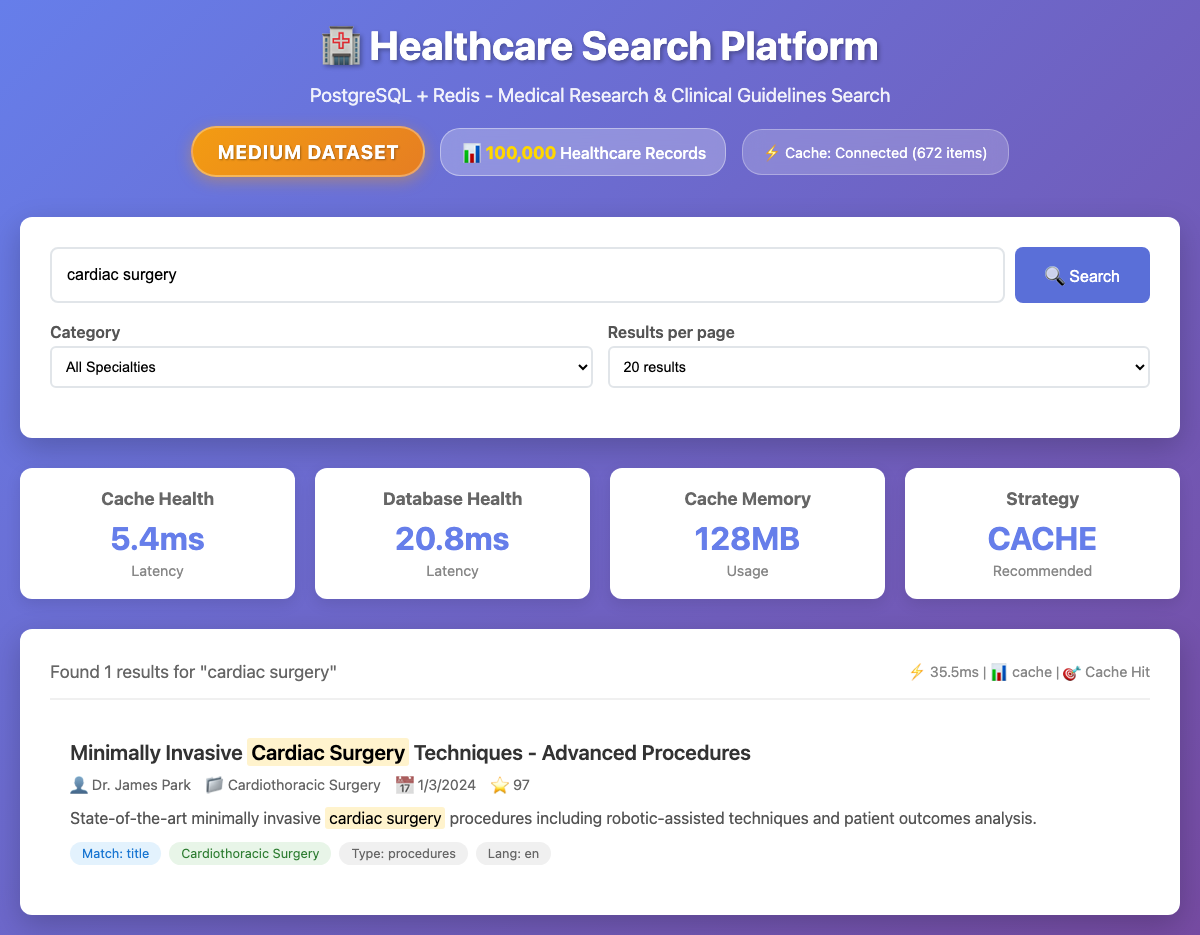 🏥 Healthcare Search Platform
PostgreSQL + Redis - Medical Research & Clinical Guidelines Search
MEDIUM DATASET
📊 100,000 Healthcare Records
⚡ Cache: Connected (672 items)
cardiac surgery
🔍 Search
Category
Results per page
All Specialties
20 results
Cache Health
5.4ms
Latency
Database Health
20.8ms
Latency
Cache Memory
128MB
Usage
Strategy
CACHE
Recommended
Found 1 results for "cardiac surgery"
⚡ 35.5ms | 📊 cache | 🎯 Cache Hit
Minimally Invasive Cardiac Surgery Techniques - Advanced Procedures
👤 Dr. James Park 📁 Cardiothoracic Surgery 📅 1/3/2024 ⭐ 97
State-of-the-art minimally invasive cardiac surgery procedures including robotic-assisted techniques and patient outcomes analysis.
Match: title
Cardiothoracic Surgery
Type: procedures
Lang: en